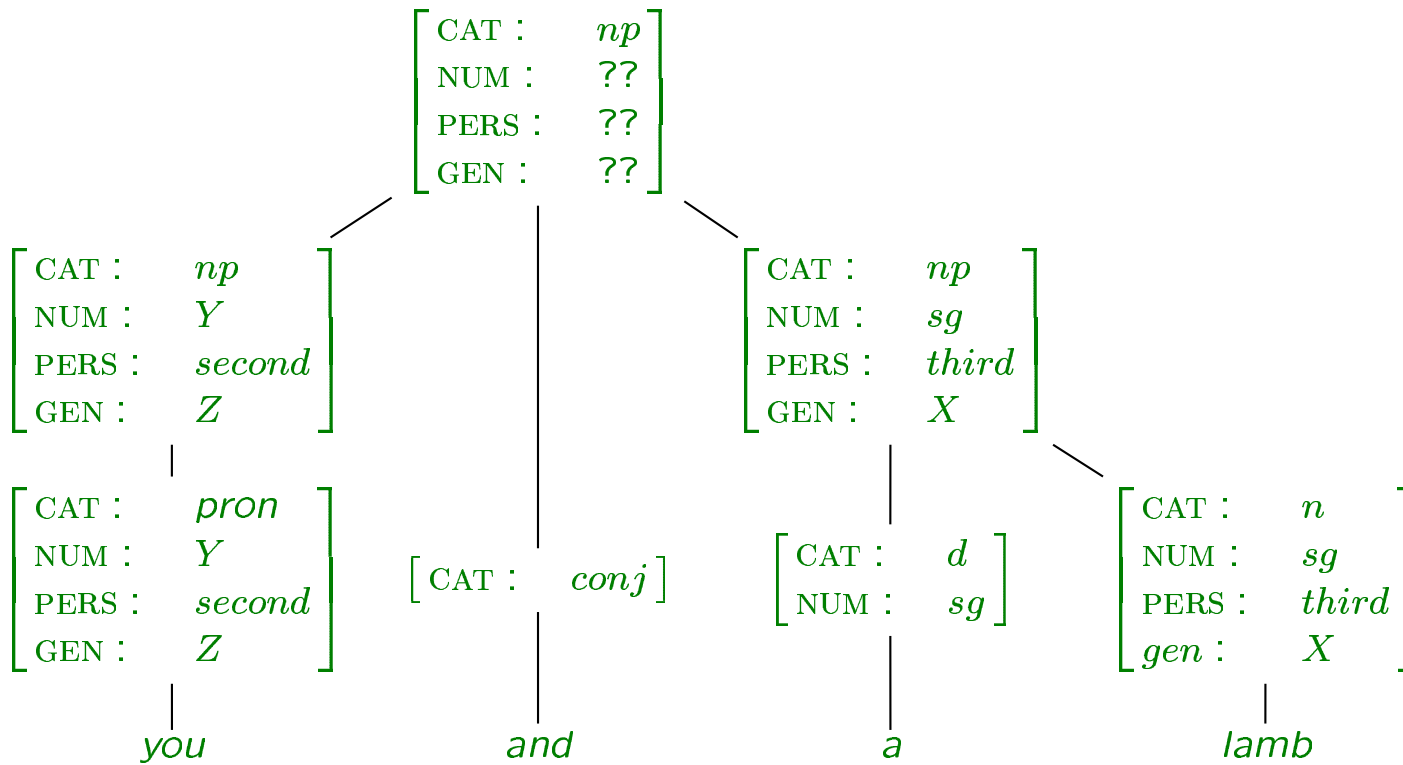 CAT : np
NUM : ??
PERS : ??
GEN : ??
CAT : np
NUM : Y
PERS : second
GEN : Z
CAT : np
NUM : sg
PERS : third
GEN : X
CAT : pron
NUM : Y
PERS : second
GEN : Z
CAT : conj
CAT : d
NUM : sg
CAT : n
NUM : sg
PERS : third
gen : X
you and a lamb